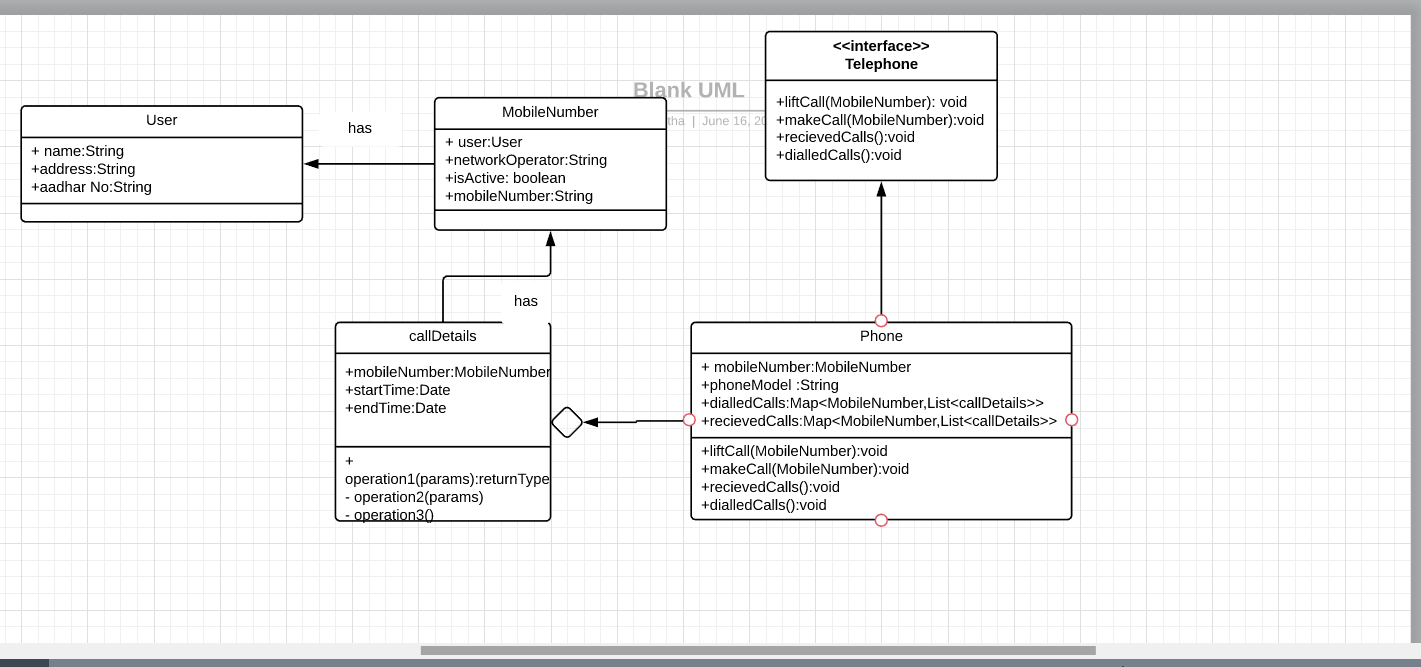 <<interface>>
Telephone
+liftCall(MobileNumber): void
+makeCall(MobileNumber):void
+recievedCalls():void
+dialledCalls():void
Blank UML
| June 16,
User
+ name:String
+address:String
+aadhar No:String
has
MobileNumber
+ user:User
+networkOperator:String
+isActive: boolean
+mobileNumber:String
has
callDetails
+mobileNumber:MobileNumber
+startTime:Date
+endTime:Date
+
operation1(params):returnType
- operation2(params)
- operation3()
Phone
+ mobileNumber:MobileNumber
+phoneModel :String
+dialledCalls:Map<MobileNumber,List<callDetails>>
+recievedCalls:Map<MobileNumber,List<callDetails>>
+liftCall(MobileNumber):void
+makeCall(MobileNumber):void
+recievedCalls():void
+dialledCalls():void